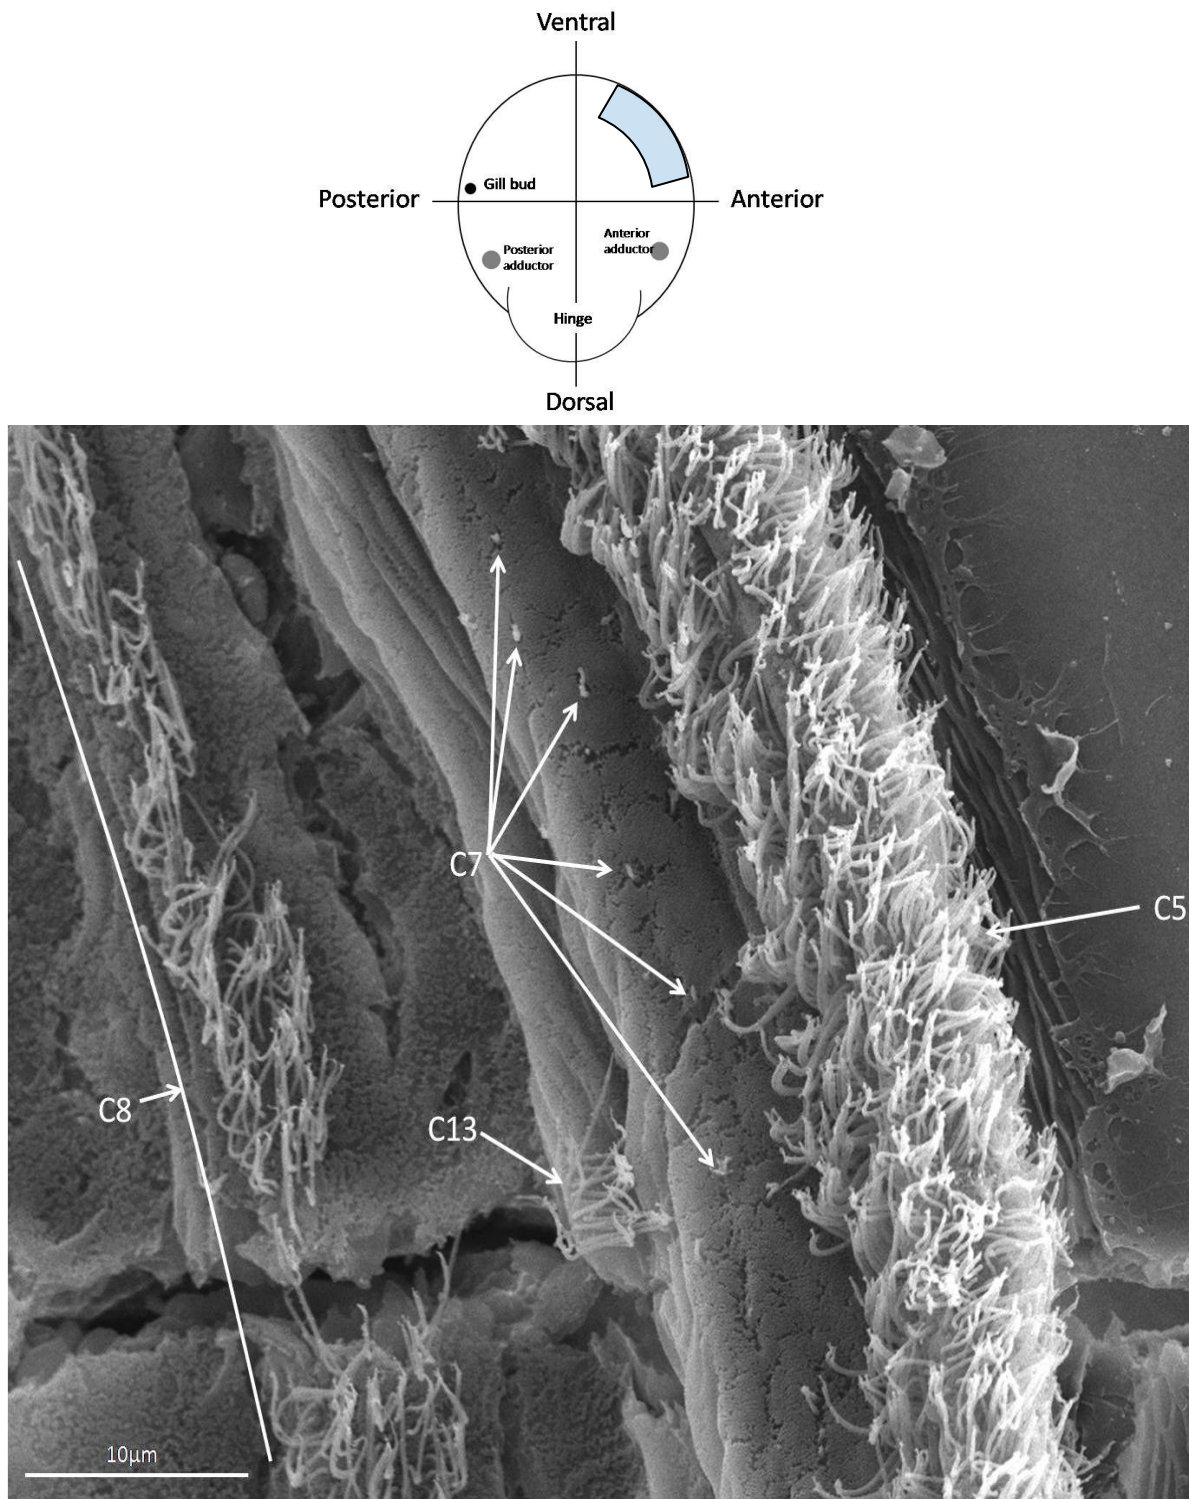 Ventral
Gill bud
Posterior
Anterior
Anterior
adductor
Posterior
adductor
Hinge
Dorsal
C7
C5
C8
C13
10µm